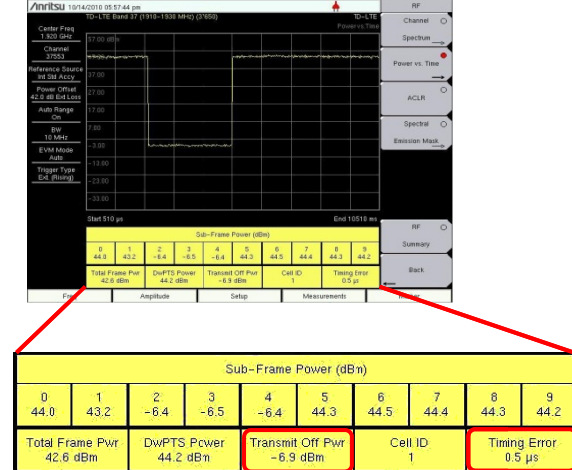 Anritsu 10/14/2010 05:57:44 pm
TD-LTE Band 37 (1910-1930 MHz) (3'650)
TD-LTE
Power vs. Time
RF
Center Freq
1.920 GHz
Channel
37553
Reference Source
Int Std Accy
Power Offset
42.0 dB Ext Loss
Auto Range
On
BW
10 MHz
EVM Mode
Auto
Trigger Type
Ext. (Rising)
57.00 dBm
37.00
27.00
17.00
7.00
-3.00
-13.00
-23.00
-33.00
Start 510 µs
End 10510 ms
Channel
Spectrum
Power vs. Time
ACLR
Spectral
Emission Mask
RF
Summary
Back
Sub-Frame Power (dBm)
0 1 2 3 4 5 6 7 8 9
44.0 43.2 -6.4 -6.5 -6.4 44.3 44.5 44.4 44.3 44.2
Total Frame Pwr DwPTS Power Transmit Off Pwr Cell ID Timing Error
42.6 dBm 44.2 dBm -6.9 dBm 1 0.5 µs
Freq Amplitude Setup Measurements
Sub-Frame Power (dBm)
0 1 2 3 4 5 6 7 8 9
44.0 43.2 -6.4 -6.5 -6.4 44.3 44.5 44.4 44.3 44.2
Total Frame Pwr DwPTS Power Transmit Off Pwr Cell ID Timing Error
42.6 dBm 44.2 dBm -6.9 dBm 1 0.5 µs